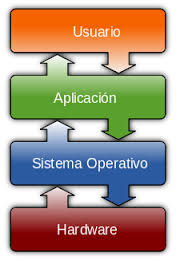 Usuario
Aplicación
Sistema Operativo
Hardware